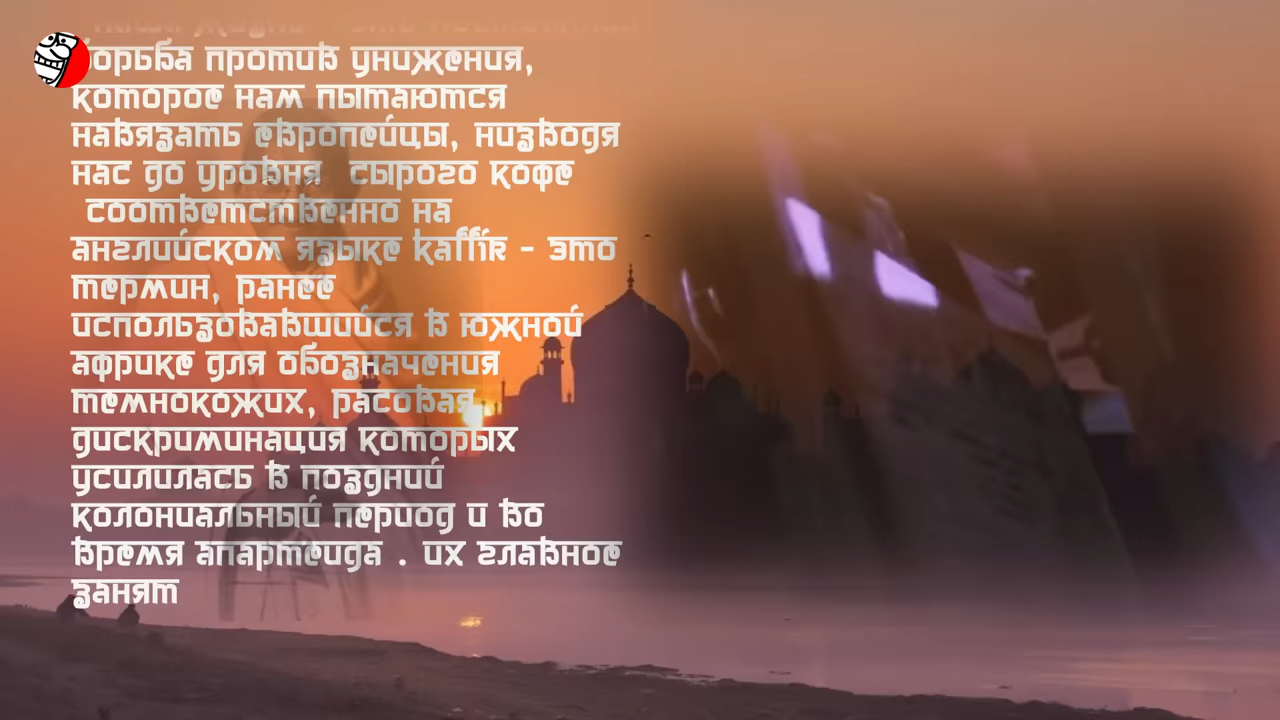 борьба против унижения,
которое нам пытаются
навязать европейцы, низводя
нас до уровня сырого кофе
соответственно на
английском языке kaffir - это
термин, ранее
использовавшийся в южной
африке для обозначения
темнокожих, расовая
дискриминация которых
усилилась в поздний
колониальный период и во
время апартеида . их главное
занят